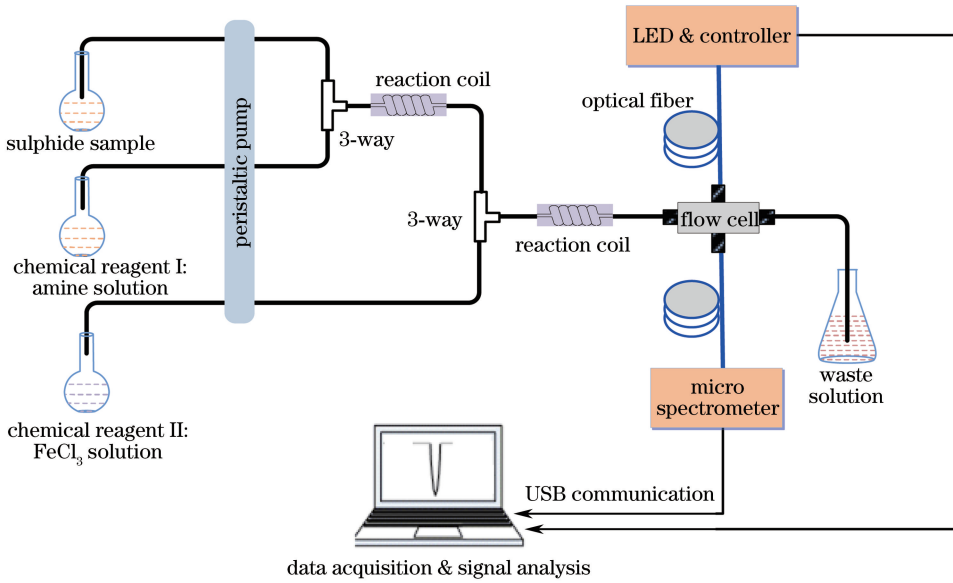 LED & controller
reaction coil
optical fiber
sulphide sample
3-way
peristaltic pump
3-way
flow cell
reaction coil
chemical reagent I:
amine solution
waste
solution
micro
spectrometer
chemical reagent II:
FeCl₃ solution
USB communication
data acquisition & signal analysis